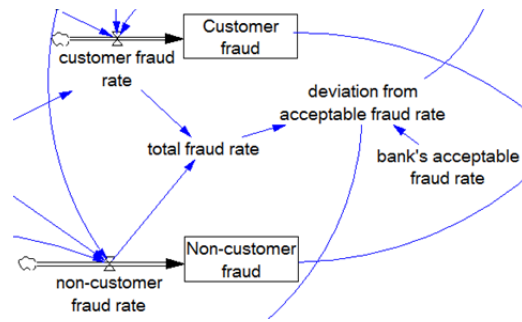 Customer
fraud
customer fraud
rate
deviation from
acceptable fraud rate
total fraud rate
bank's acceptable
fraud rate
Non-customer
fraud
non-customer
fraud rate